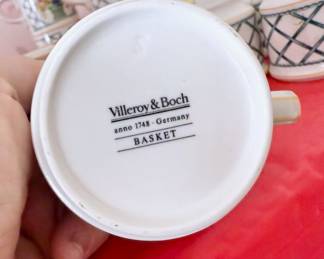 Villeroy & Boch
anno 1748 · Germany
BASKET